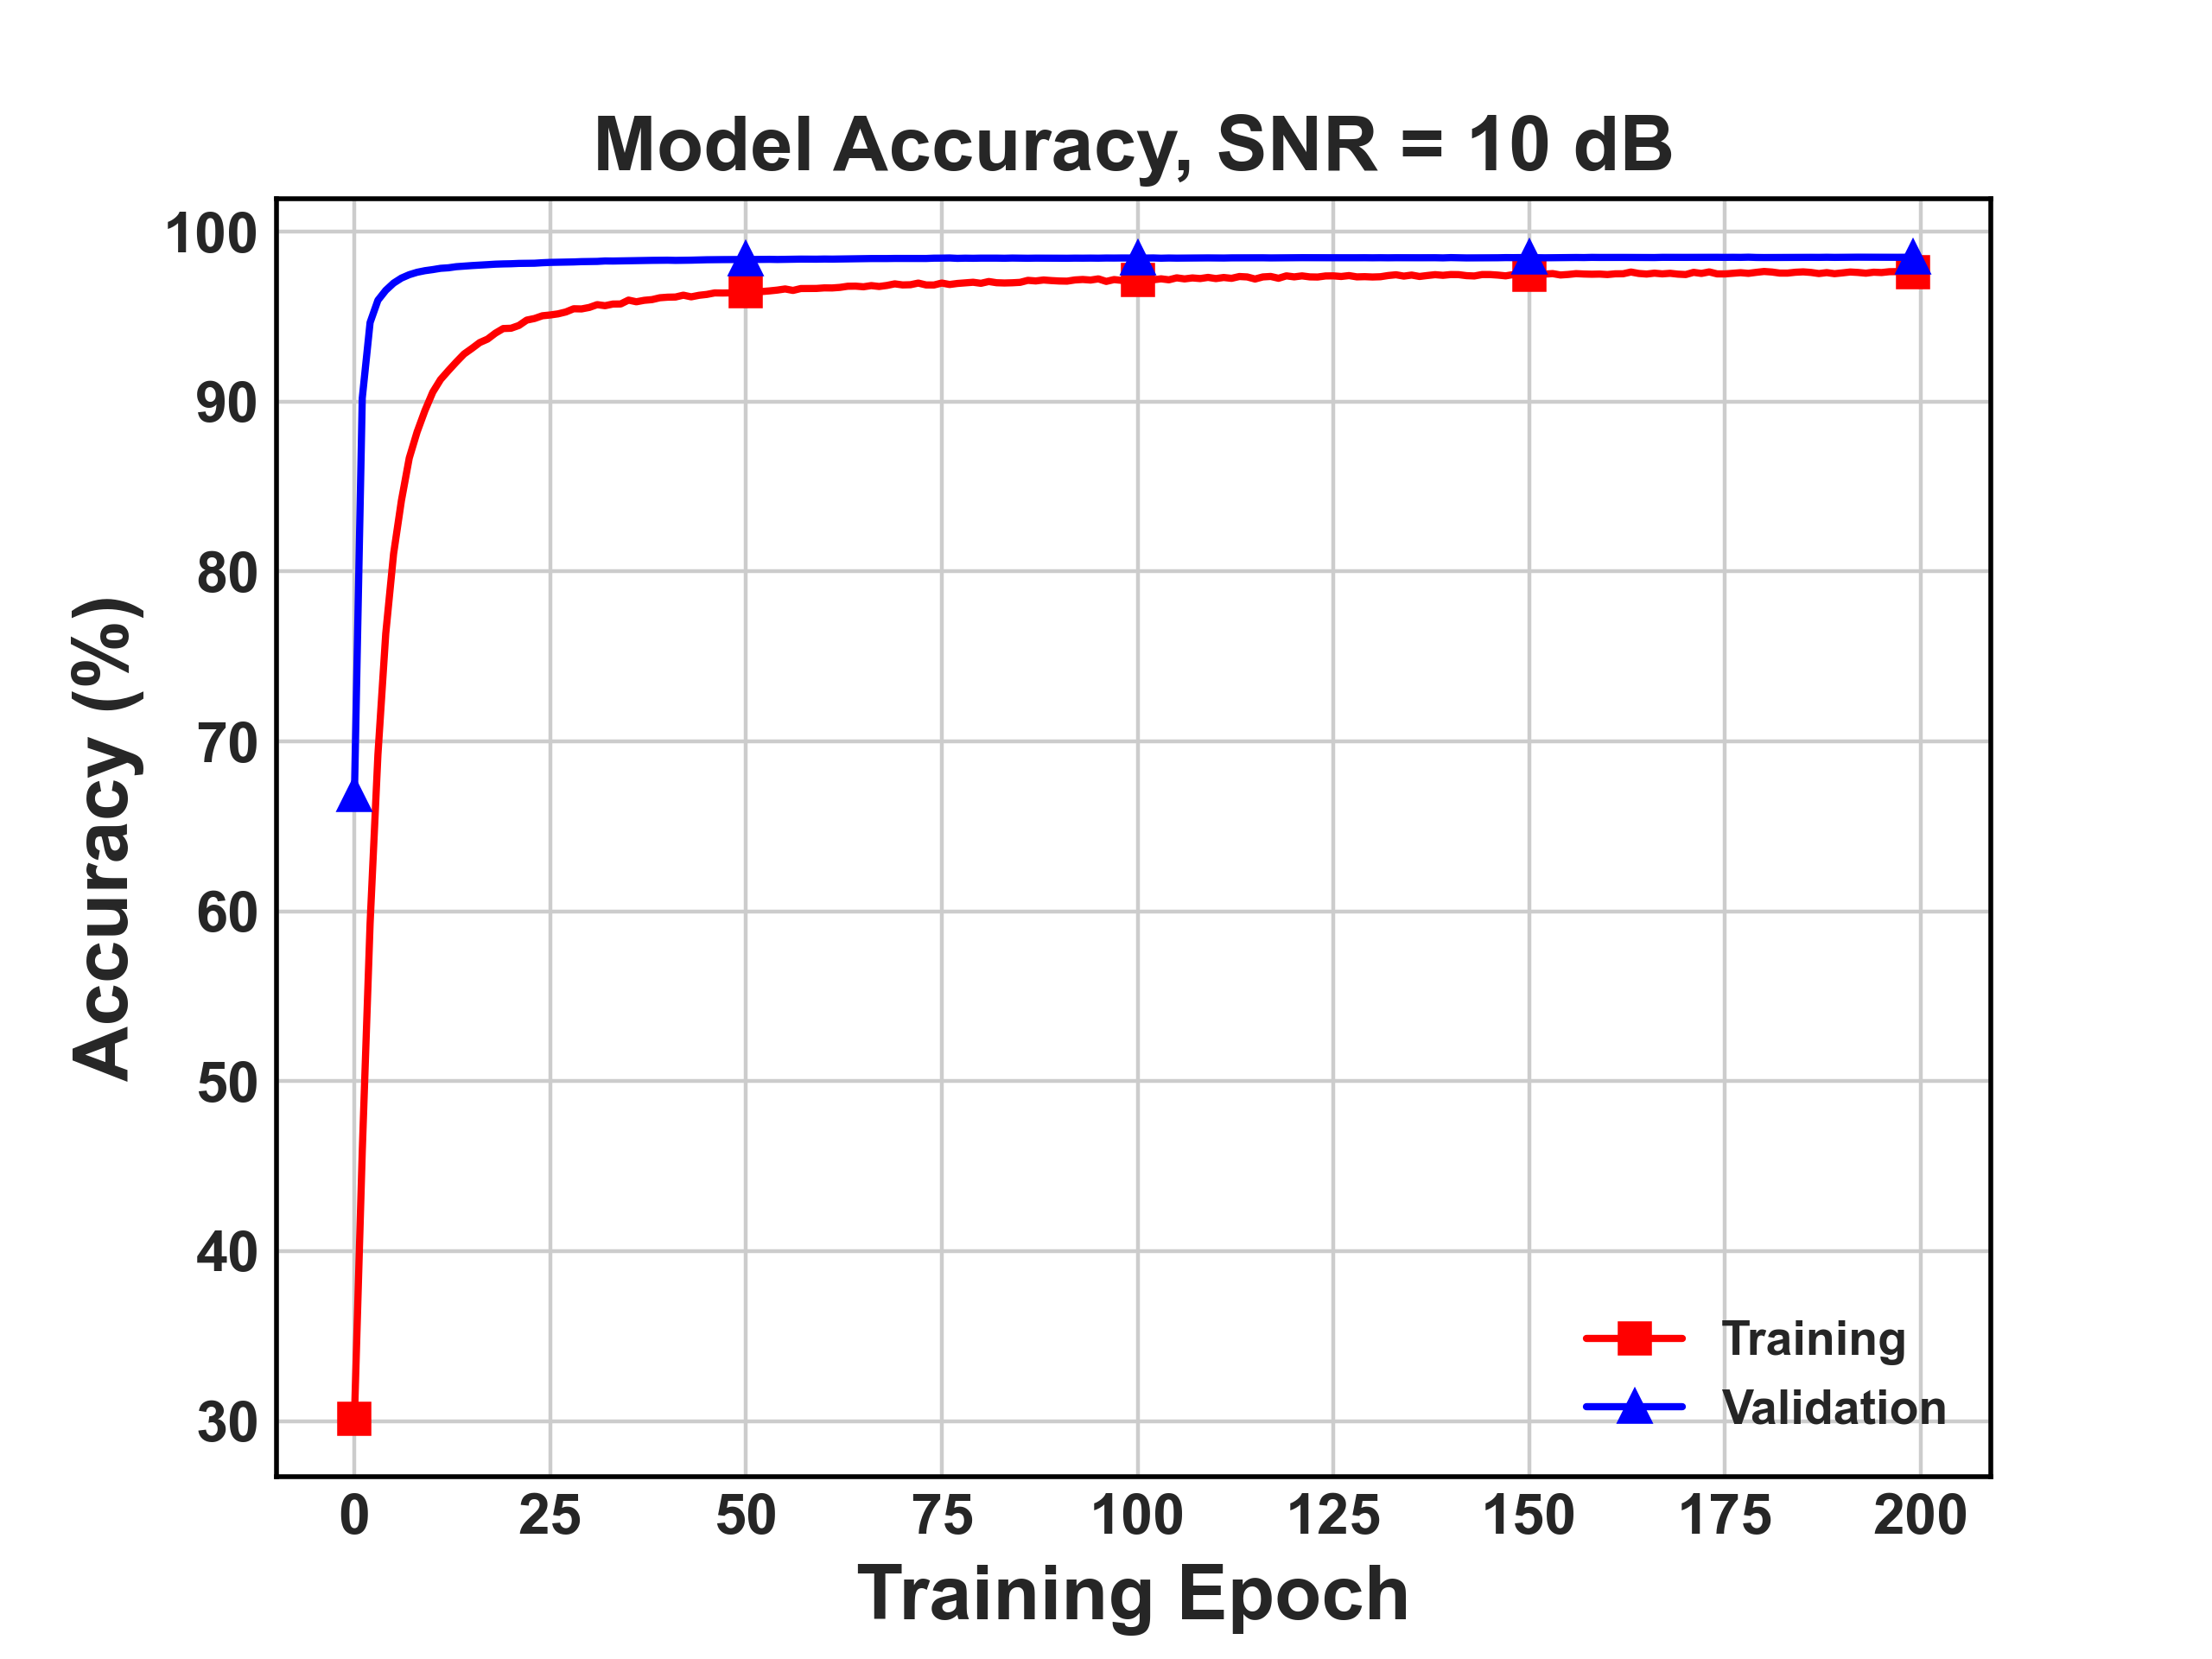 Model Accuracy, SNR = 10 dB
100
90
80
70
60
50
40
30
Accuracy (%)
Training
Validation
0 25 50 75 100 125 150 175 200
Training Epoch